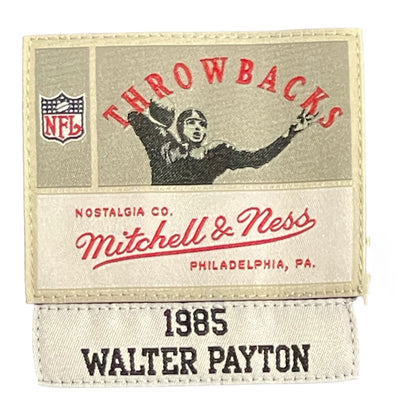 THROWBACKS
NFL
NOSTALGIA CO.
Mitchell & Ness
PHILADELPHIA, PA.
1985
WALTER PAYTON